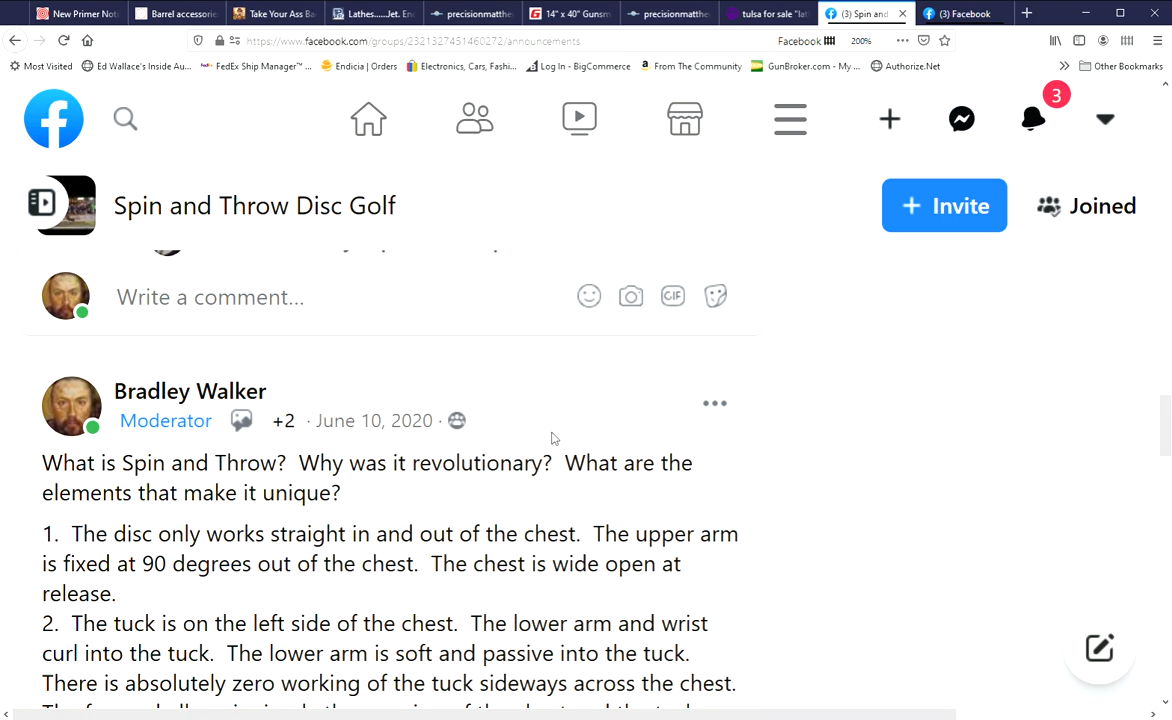 New Primer Not
Barrel accessorie
Take Your Ass Ba
Lathes......Jet. En
precisionmatthe
14" x 40" Gunsm
precisionmatthe
tulsa for sale "lat
(3) Spin and
(3) Facebook
https://www.facebook.com/groups/2321327451460272/announcements
Facebook
200%
Most Visited
Ed Wallace's Inside Au...
FedEx Ship Manager™ ...
Endicia | Orders
Electronics, Cars, Fashi...
Log In - BigCommerce
From The Community
GunBroker.com - My ...
Authorize.Net
Other Bookmarks
3
Spin and Throw Disc Golf
+ Invite
Joined
Write a comment...
GIF
Bradley Walker
Moderator +2 · June 10, 2020 ·
What is Spin and Throw? Why was it revolutionary? What are the
elements that make it unique?
1. The disc only works straight in and out of the chest. The upper arm
is fixed at 90 degrees out of the chest. The chest is wide open at
release.
2. The tuck is on the left side of the chest. The lower arm and wrist
curl into the tuck. The lower arm is soft and passive into the tuck.
There is absolutely zero working of the tuck sideways across the chest.